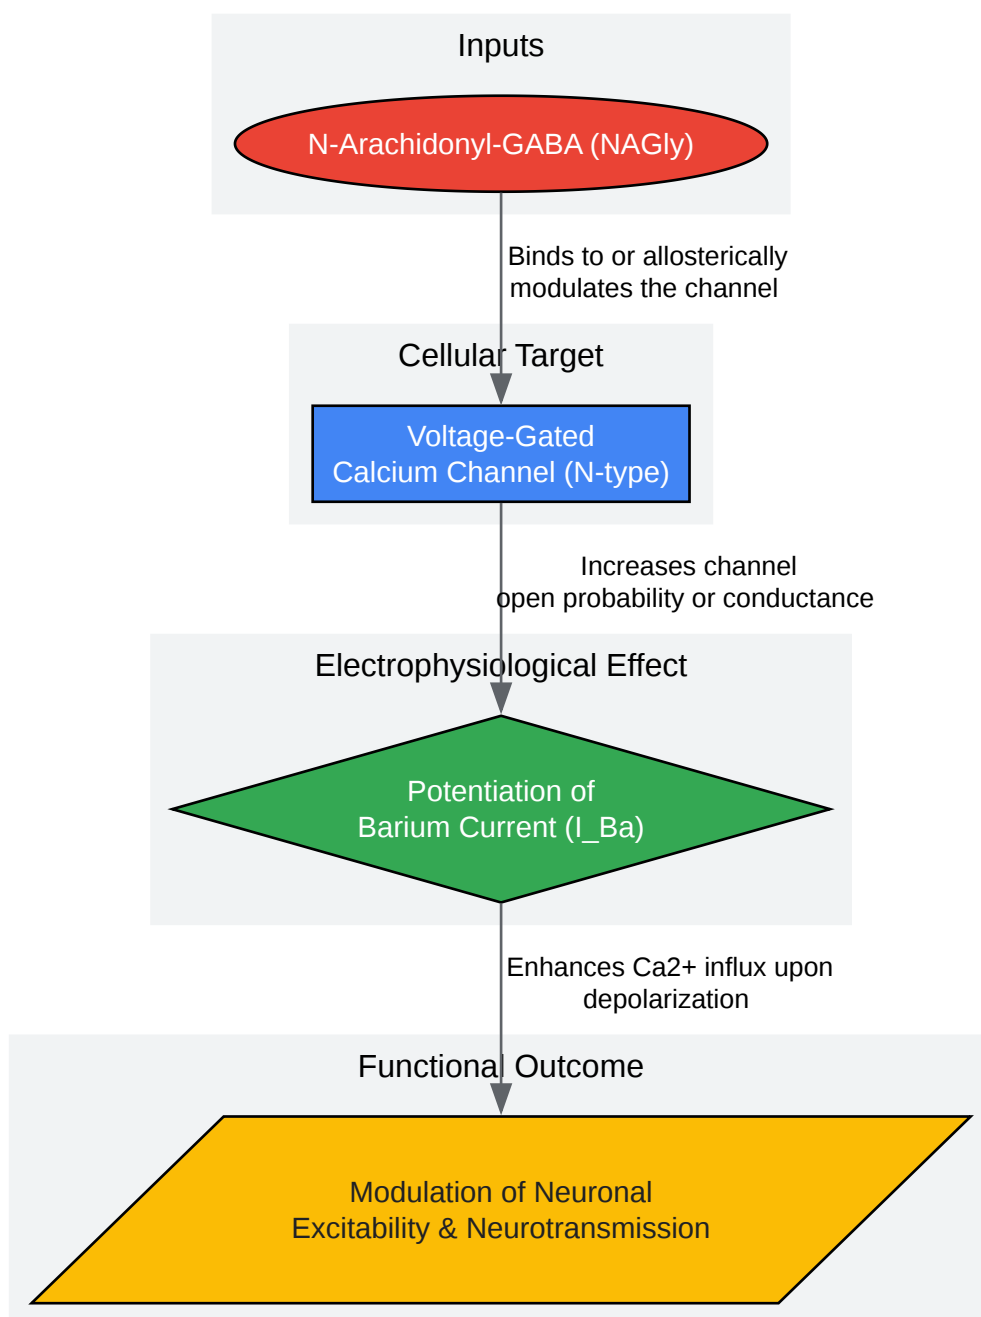 Inputs
N-Arachidonyl-GABA (NAGly)
Binds to or allosterically
modulates the channel
Cellular Target
Voltage-Gated
Calcium Channel (N-type)
Increases channel
open probability or conductance
Electrophysiological Effect
Potentiation of
Barium Current (I_Ba)
Enhances Ca2+ influx upon
depolarization
Functional Outcome
Modulation of Neuronal
Excitability & Neurotransmission